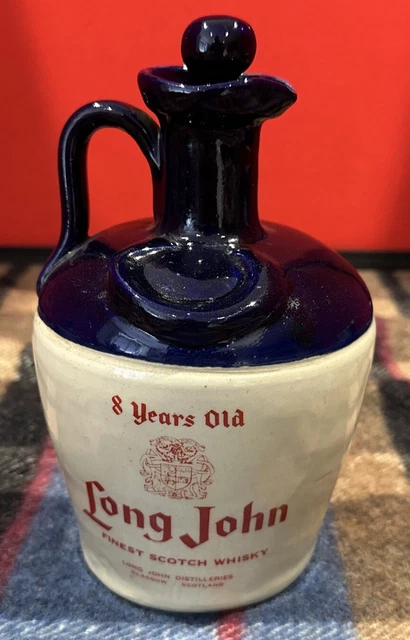 8 Years Old
Long John
FINEST SCOTCH WHISKY
LONG JOHN DISTILLERIES
GLASGOW SCOTLAND